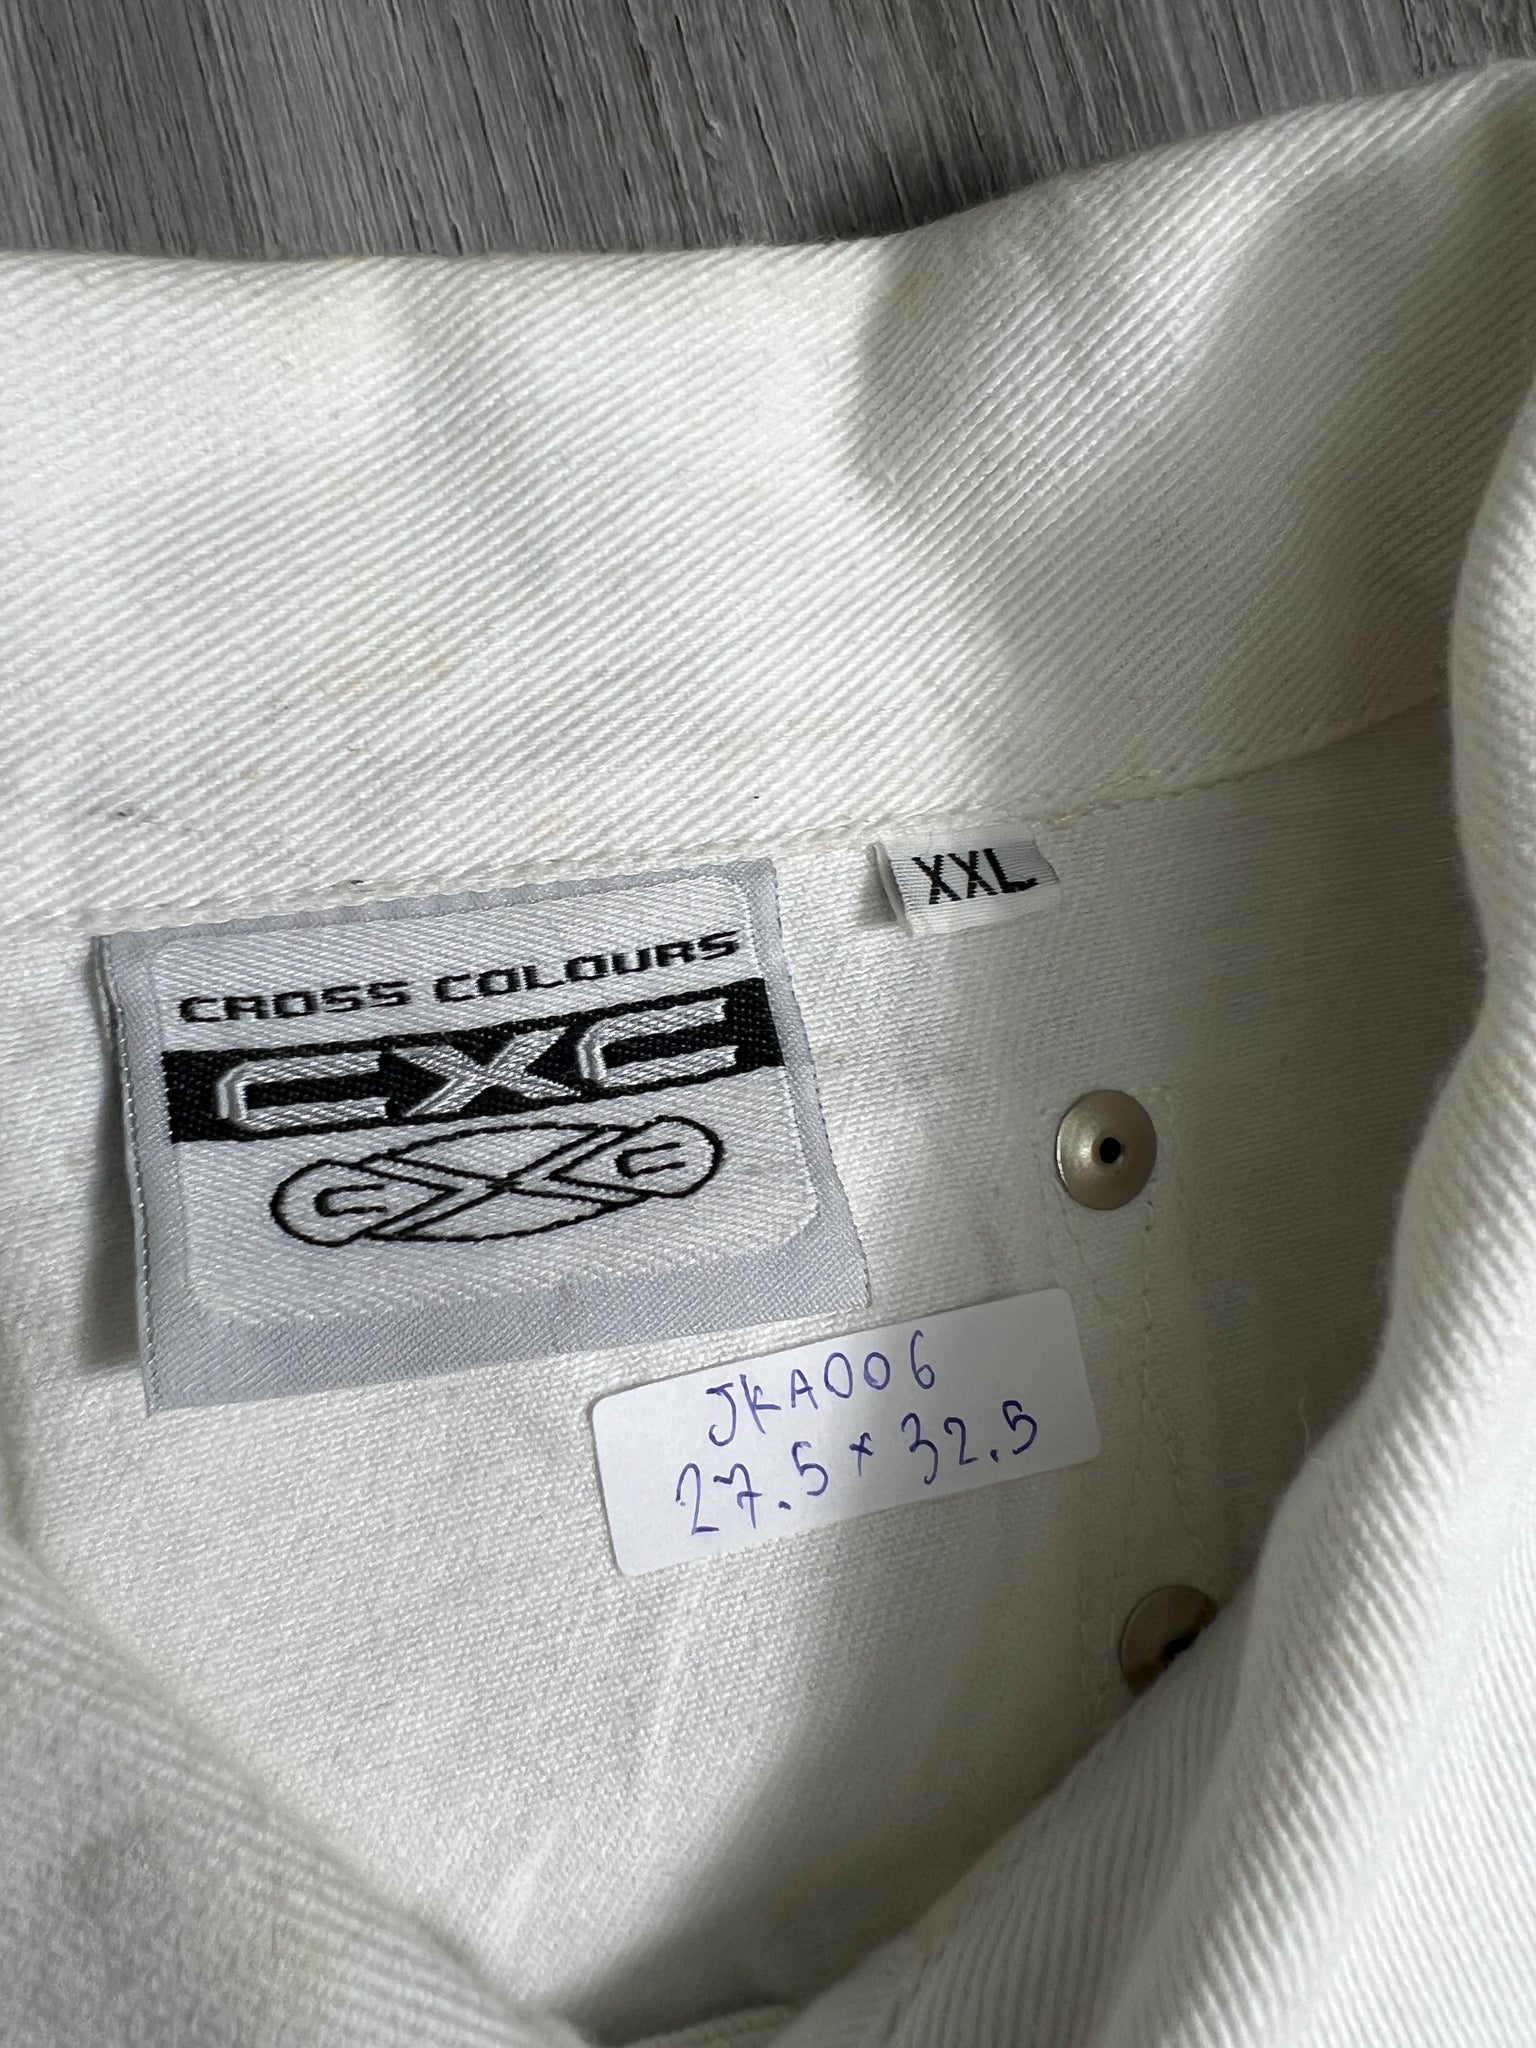 XXL
CROSS COLOURS
CXC
CXC
JKA006
27.5 x 32.5